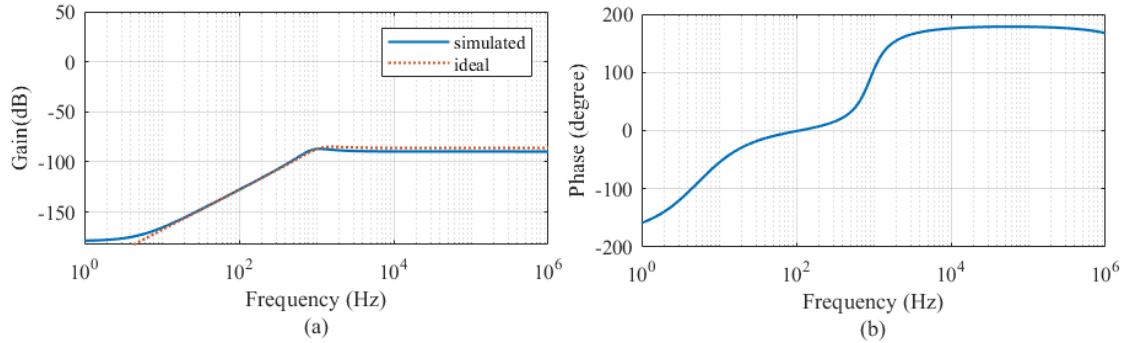 50
0
-50
-100
-150
Gain(dB)
simulated
ideal
10^0
10^2
10^4
10^6
Frequency (Hz)
(a)
200
100
0
-100
-200
Phase (degree)
10^0
10^2
10^4
10^6
Frequency (Hz)
(b)